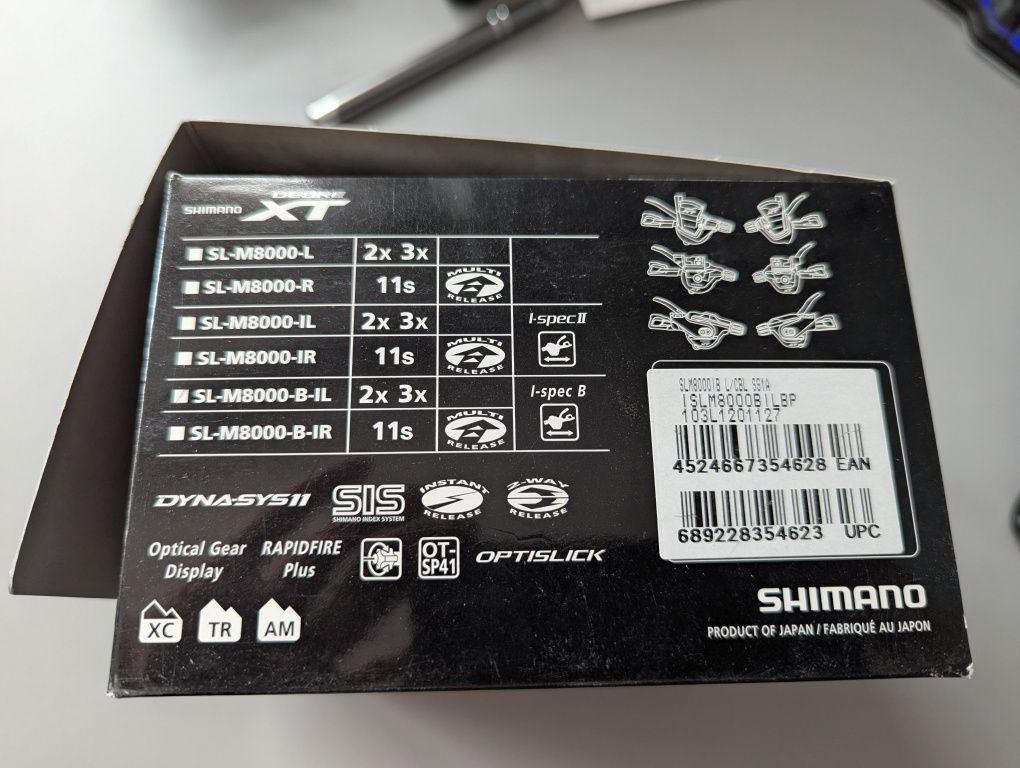 DEORE
SHIMANO XT
SL-M8000-L 2x 3x
SL-M8000-R 11s MULTI RELEASE
SL-M8000-IL 2x 3x I-spec II
SL-M8000-IR 11s MULTI RELEASE
SL-M8000-B-IL 2x 3x I-spec B
SL-M8000-B-IR 11s MULTI RELEASE
SLM8000IB L/CBL SSYA
ISLM8000BILBP
103L1201127
4524667354628 EAN
689228354623 UPC
DYNA-SYS11 SIS SHIMANO INDEX SYSTEM INSTANT RELEASE 2-WAY RELEASE
Optical Gear Display RAPIDFIRE Plus OT-SP41 OPTISLICK
XC TR AM
SHIMANO
PRODUCT OF JAPAN / FABRIQUÉ AU JAPON